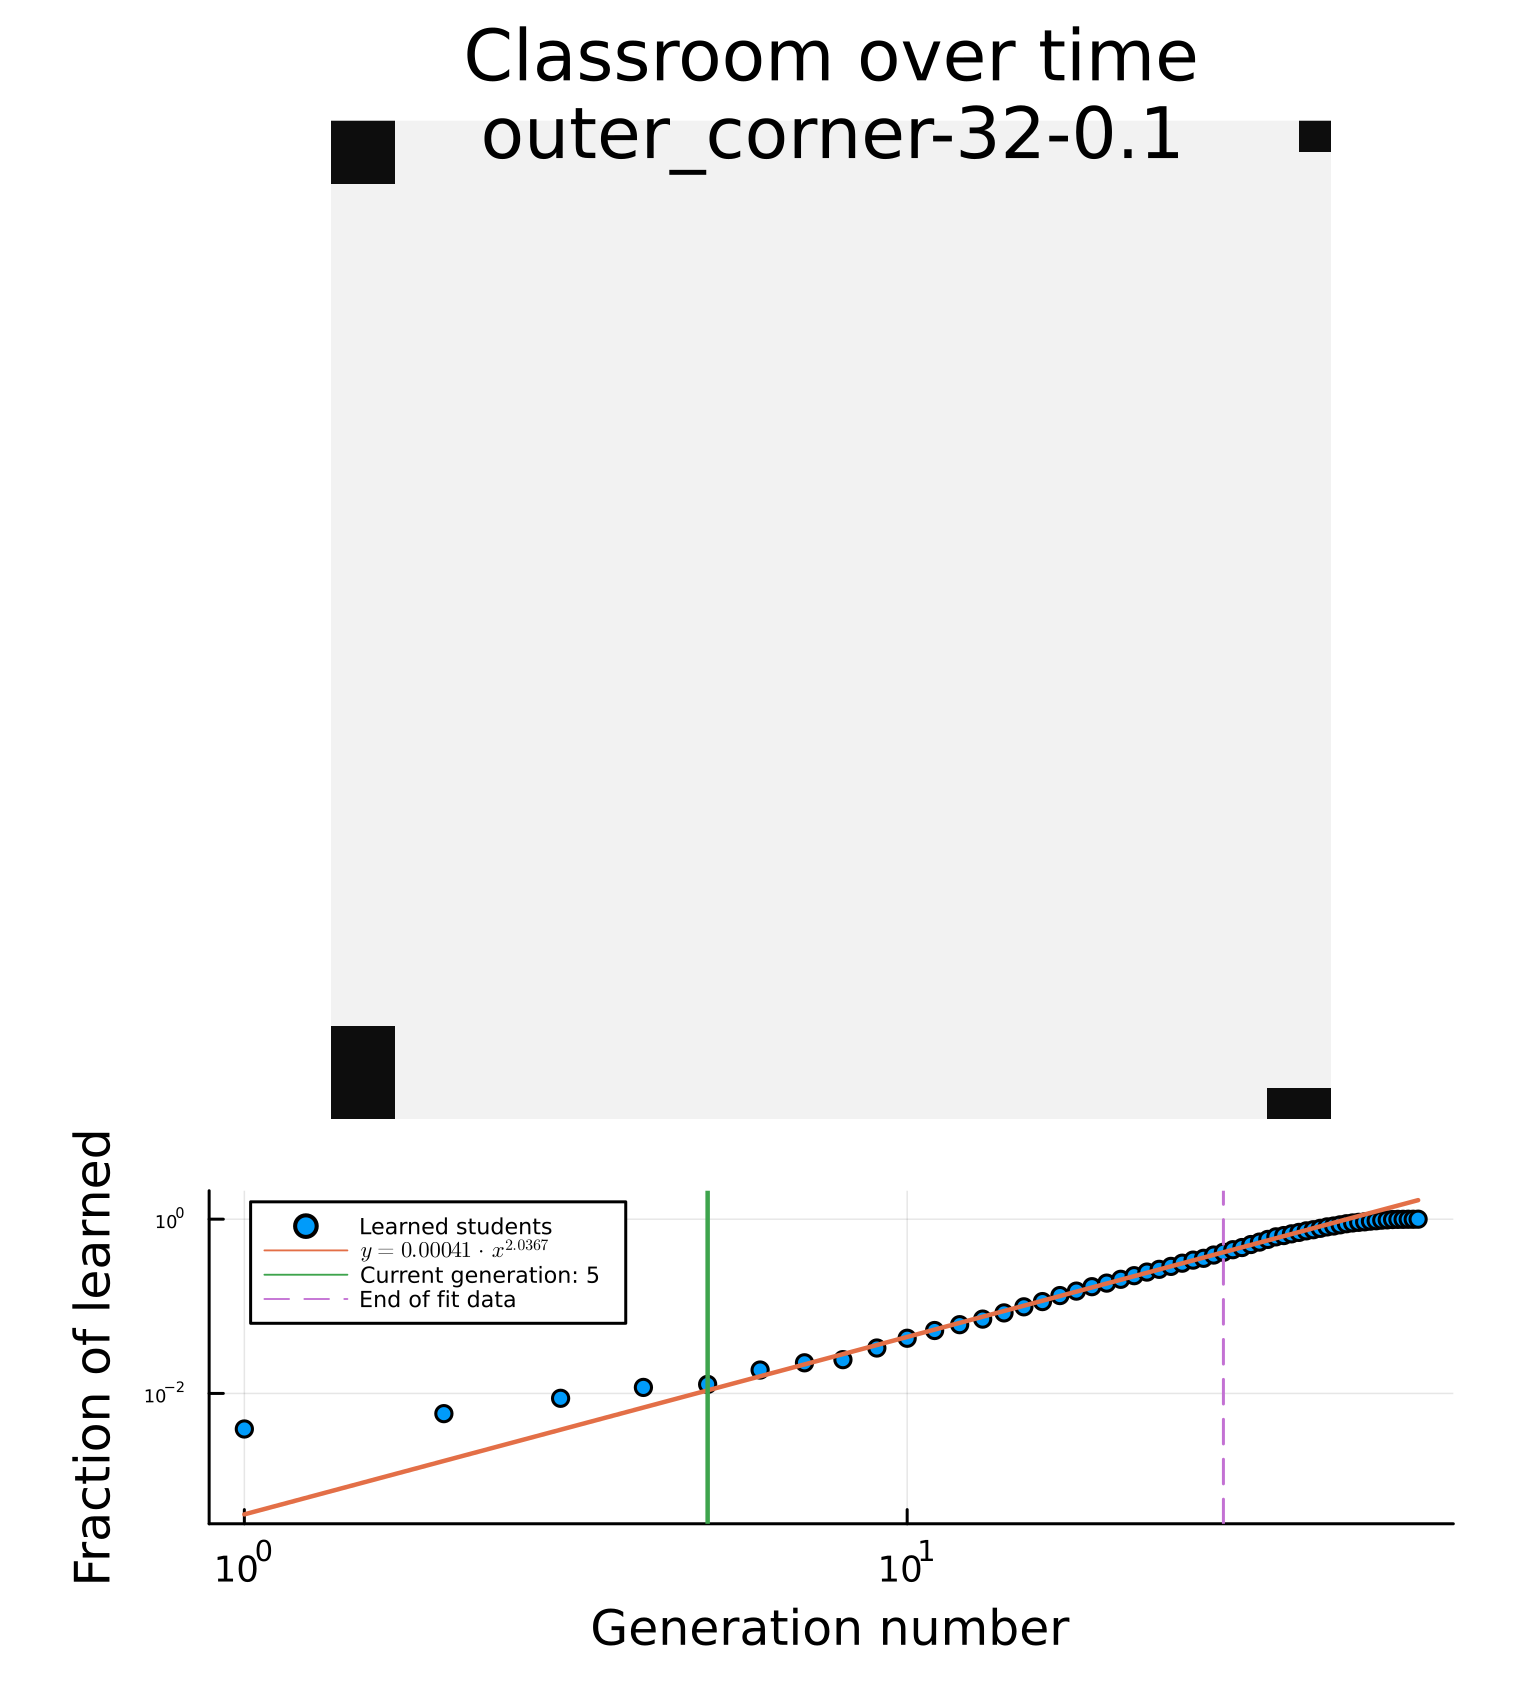 Classroom over time
outer_corner-32-0.1
Fraction of learned
10^0
10^-2
Learned students
y = 0.00041 · x^2.0367
Current generation: 5
End of fit data
10^0
10^1
Generation number